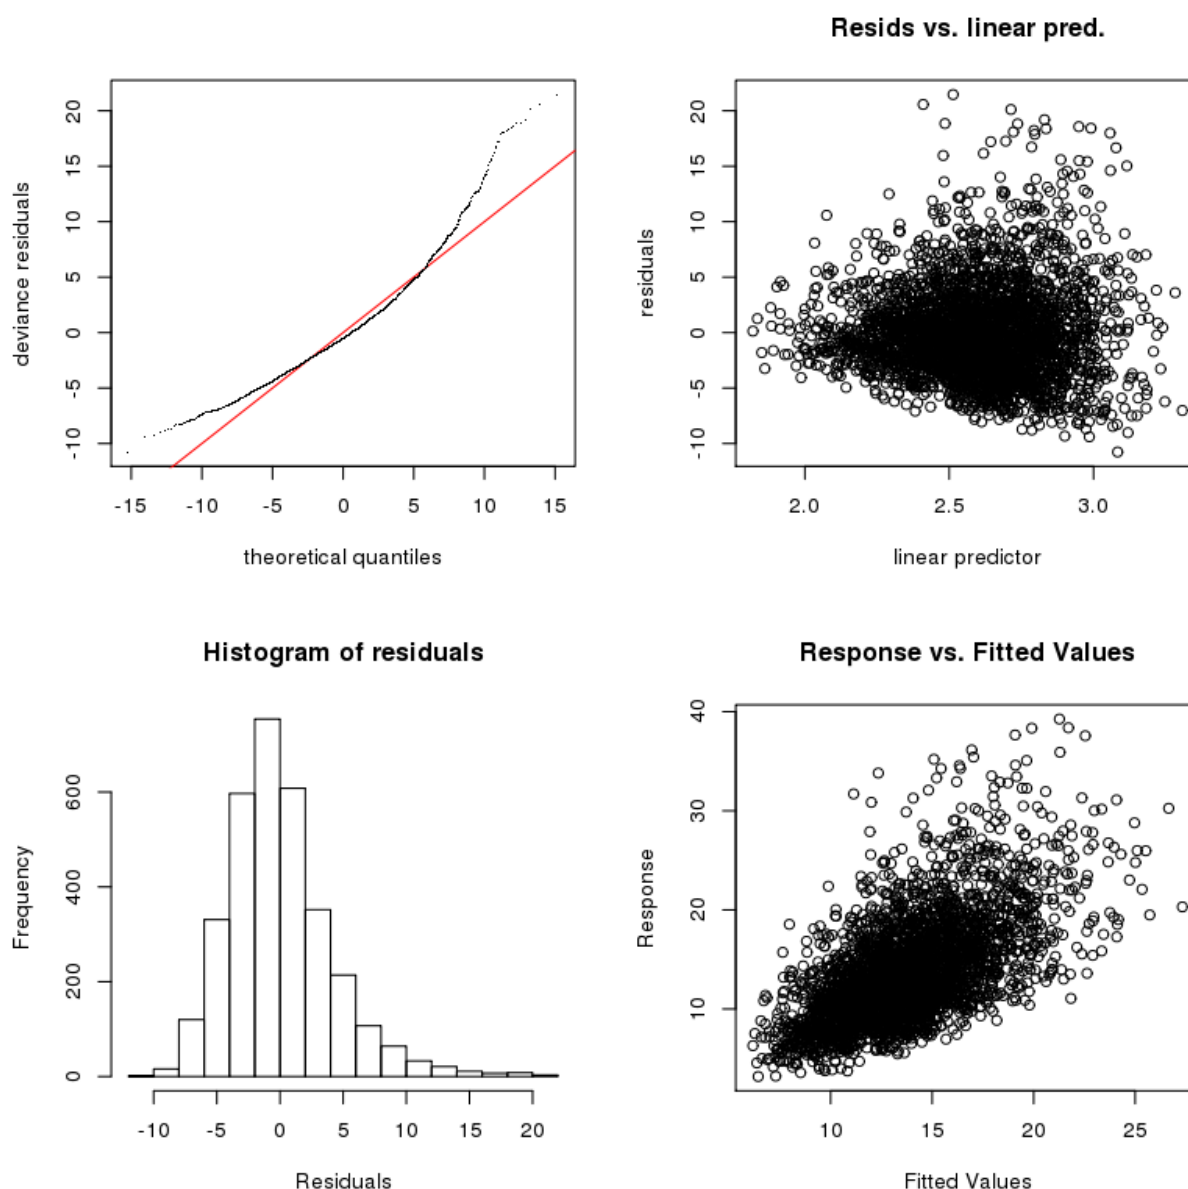 deviance residuals
20
15
10
5
0
-5
-10
-15 -10 -5 0 5 10 15
theoretical quantiles
Resids vs. linear pred.
residuals
20
15
10
5
0
-5
-10
2.0 2.5 3.0
linear predictor
Histogram of residuals
Frequency
600
400
200
0
-10 -5 0 5 10 15 20
Residuals
Response vs. Fitted Values
Response
40
30
20
10
10 15 20 25
Fitted Values